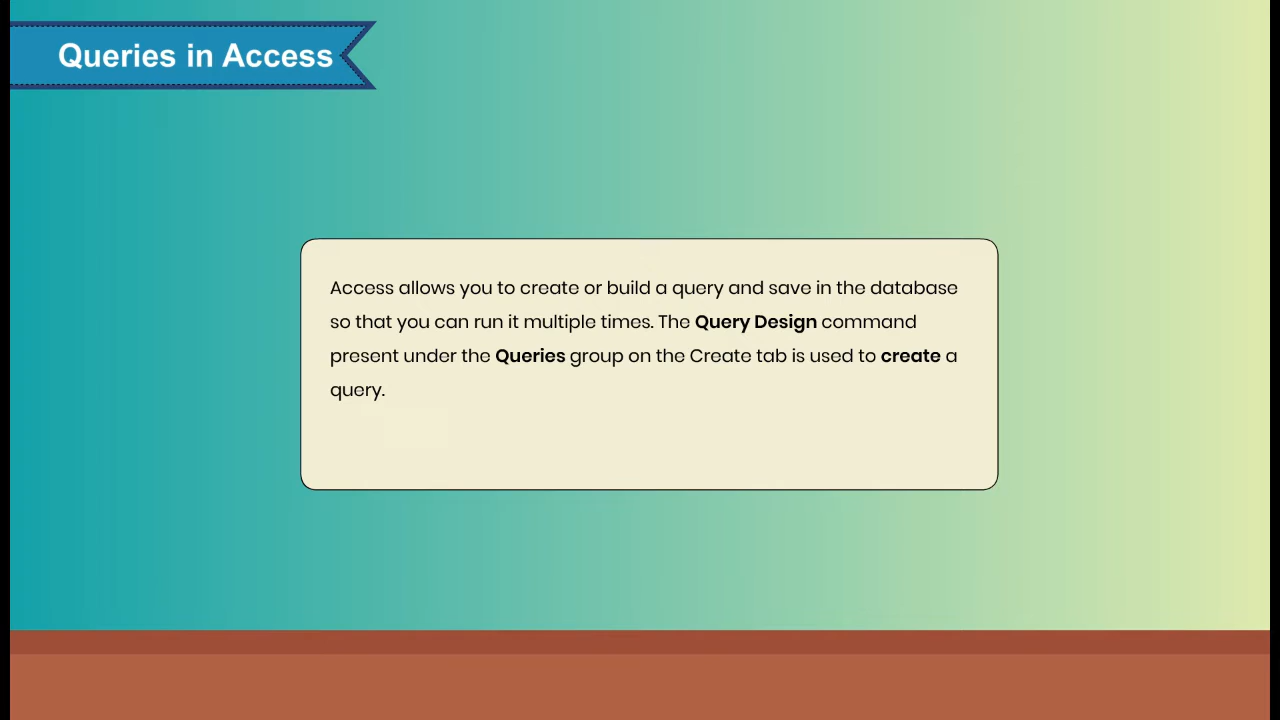 Queries in Access
Access allows you to create or build a query and save in the database
so that you can run it multiple times. The Query Design command
present under the Queries group on the Create tab is used to create a
query.